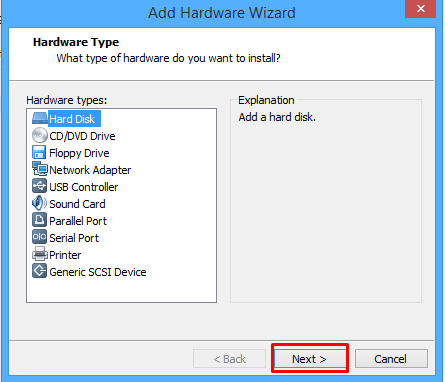 Add Hardware Wizard
Hardware Type
What type of hardware do you want to install?
Hardware types:
Hard Disk
CD/DVD Drive
Floppy Drive
Network Adapter
USB Controller
Sound Card
Parallel Port
Serial Port
Printer
Generic SCSI Device
Explanation
Add a hard disk.
< Back
Next >
Cancel